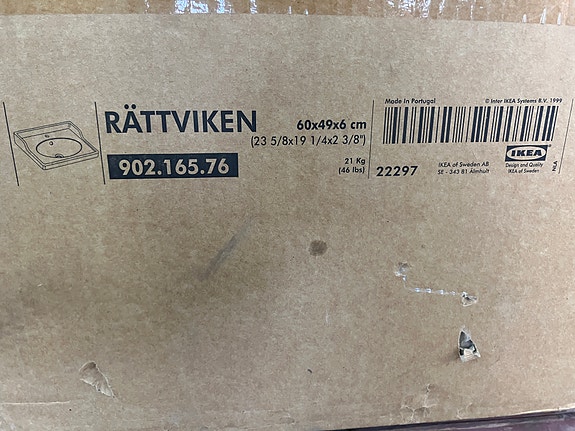 RÄTTVIKEN
902.165.76
60x49x6 cm
(23 5/8x19 1/4x2 3/8")
21 Kg
(46 lbs)
Made in Portugal
© Inter IKEA Systems B.V. 1999
22297
IKEA of Sweden AB
SE - 343 81 Älmhult
IKEA
Design and Quality
IKEA of Sweden